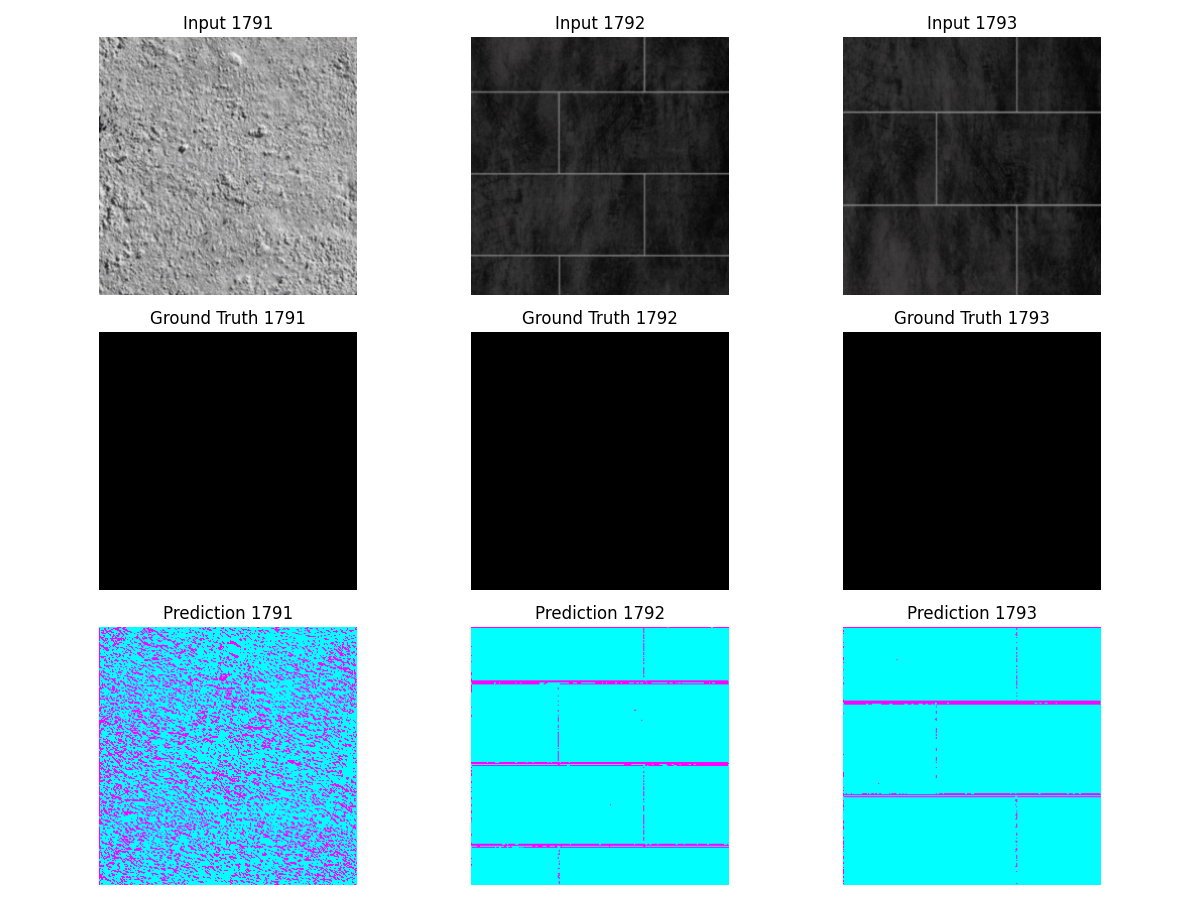 Input 1791
Input 1792
Input 1793
Ground Truth 1791
Ground Truth 1792
Ground Truth 1793
Prediction 1791
Prediction 1792
Prediction 1793